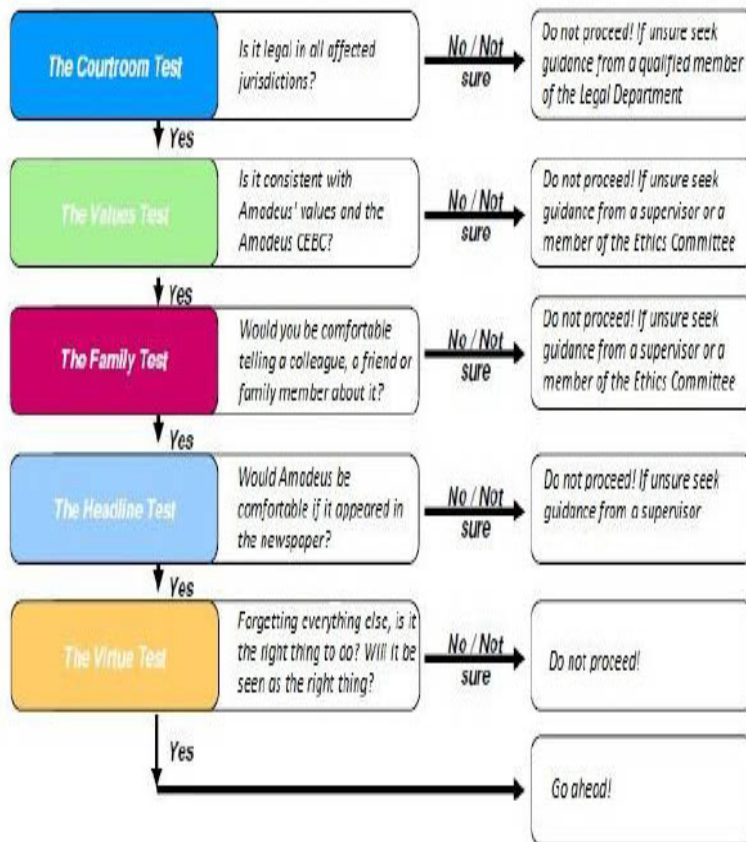 The Courtroom Test
Is it legal in all affected
jurisdictions?
No / Not
sure
Do not proceed! If unsure seek
guidance from a qualified member
of the Legal Department
Yes
The Values Test
Is it consistent with
Amadeus' values and the
Amadeus CEBC?
No / Not
sure
Do not proceed! If unsure seek
guidance from a supervisor or a
member of the Ethics Committee
Yes
The Family Test
Would you be comfortable
telling a colleague, a friend or
family member about it?
No / Not
sure
Do not proceed! If unsure seek
guidance from a supervisor or a
member of the Ethics Committee
Yes
The Headline Test
Would Amadeus be
comfortable if it appeared in
the newspaper?
No / Not
sure
Do not proceed! If unsure seek
guidance from a supervisor
Yes
The Virtue Test
Forgetting everything else, is it
the right thing to do? Will it be
seen as the right thing?
No / Not
sure
Do not proceed!
Yes
Go ahead!